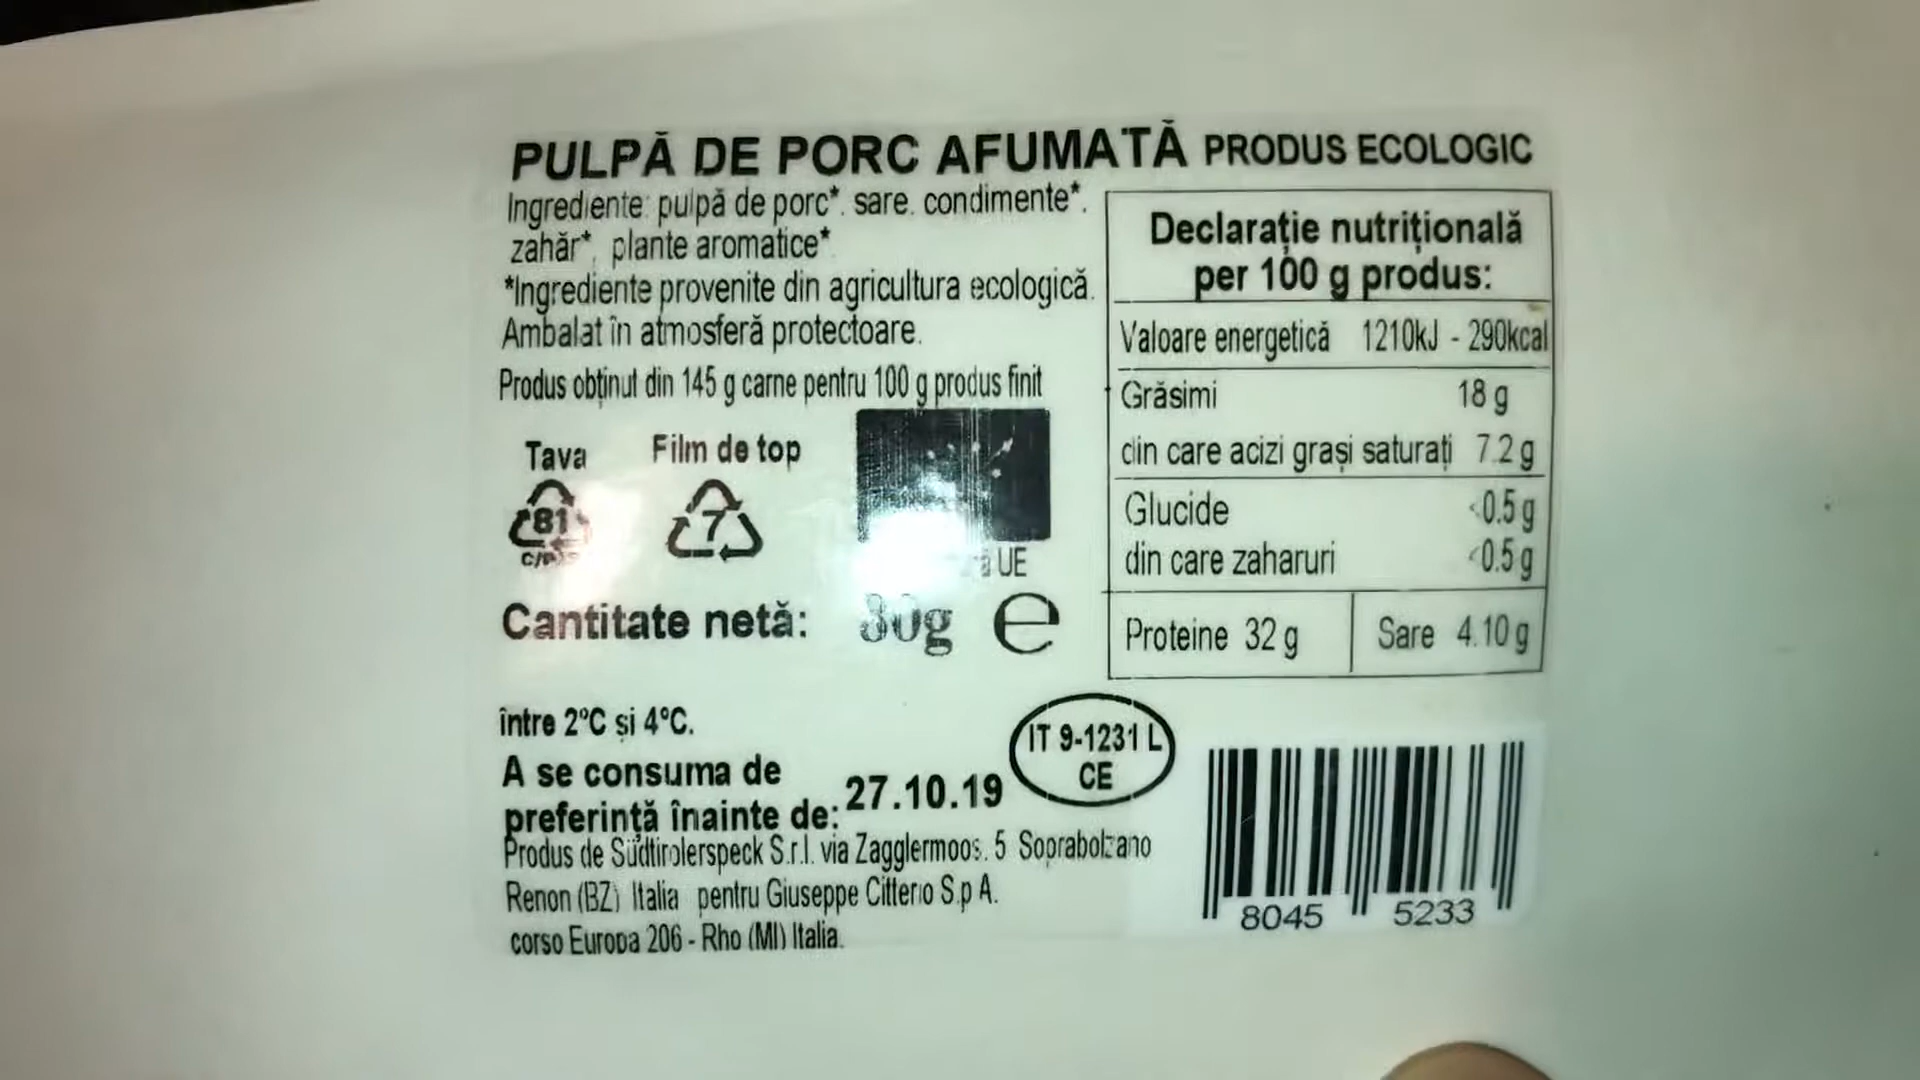 PULPĂ DE PORC AFUMATĂ PRODUS ECOLOGIC
Ingrediente: pulpă de porc*, sare, condimente*,
zahăr*, plante aromatice*
*Ingrediente provenite din agricultura ecologică.
Ambalat în atmosferă protectoare.
Produs obținut din 145 g carne pentru 100 g produs finit
Tava Film de top
81 7
C/PP
UE
Cantitate netă: 80g e
între 2°C și 4°C.
A se consuma de
preferință înainte de: 27.10.19
IT 9-1231 L
CE
Produs de Südtirolerspeck S.r.l. via Zagglermoos, 5 Soprabolzano
Renon (BZ) Italia pentru Giuseppe Citterio S.p.A.
corso Europa 206 - Rho (MI) Italia.
Declarație nutrițională
per 100 g produs:
Valoare energetică 1210kJ - 290kcal
Grăsimi 18 g
din care acizi grași saturați 7.2 g
Glucide <0.5 g
din care zaharuri <0.5 g
Proteine 32 g Sare 4.10 g
8045 5233